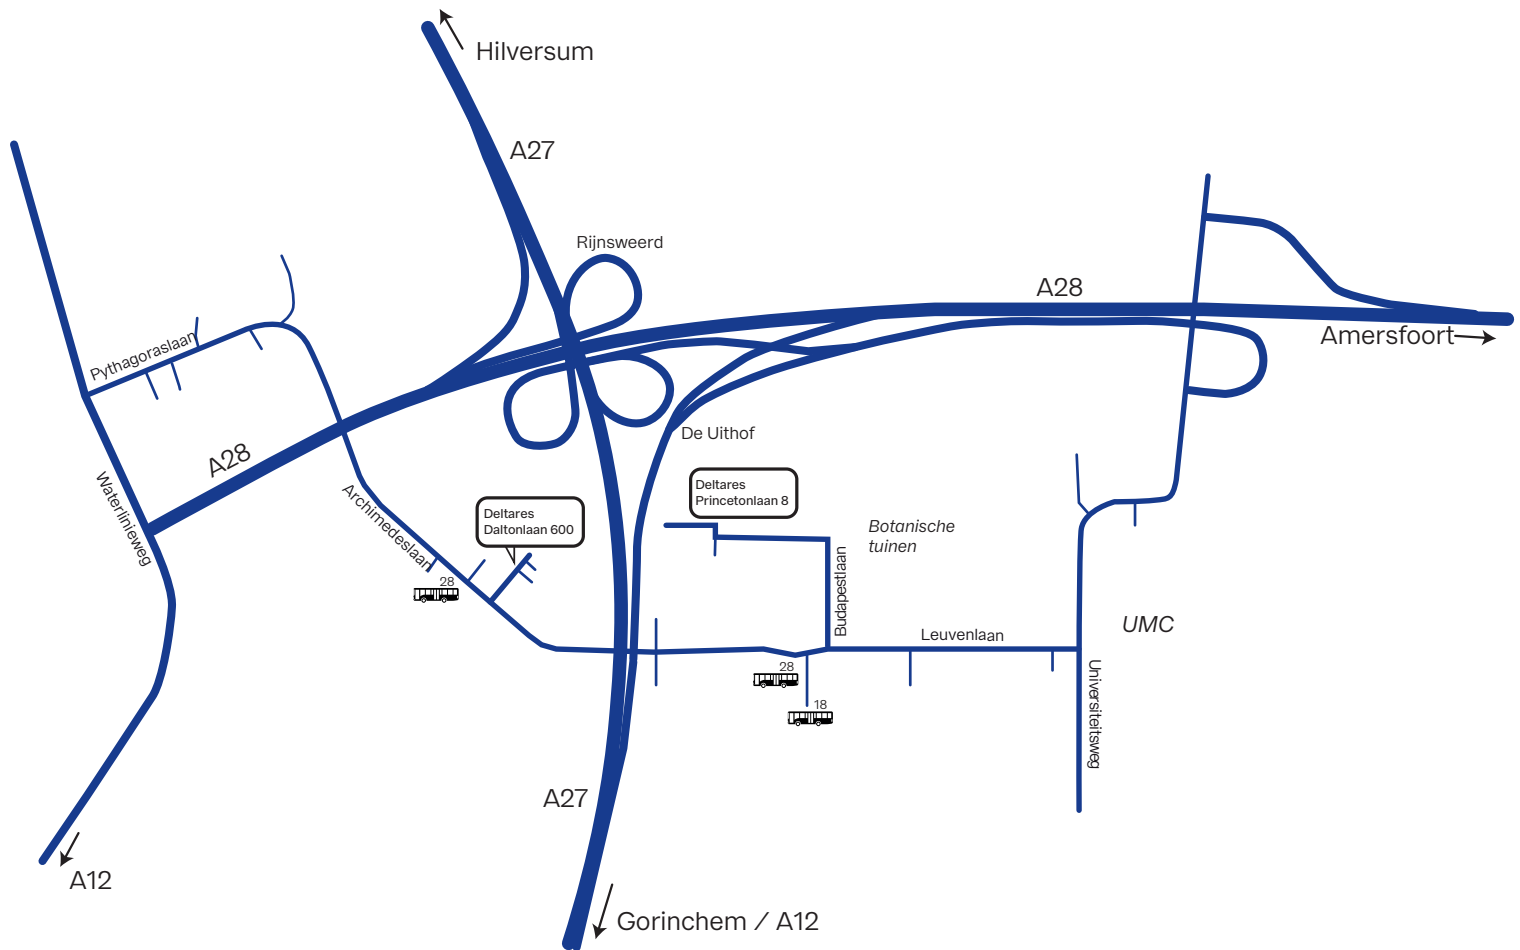 Hilversum
A27
Rijnsweerd
A28
Amersfoort
Pythagoraslaan
De Uithof
A28
Waterlinieweg
Archimedeslaan
Deltares
Princetonlaan 8
Deltares
Daltonlaan 600
Botanische
tuinen
28
Budapestlaan
UMC
Leuvenlaan
28
18
Universiteitsweg
A27
A12
Gorinchem / A12